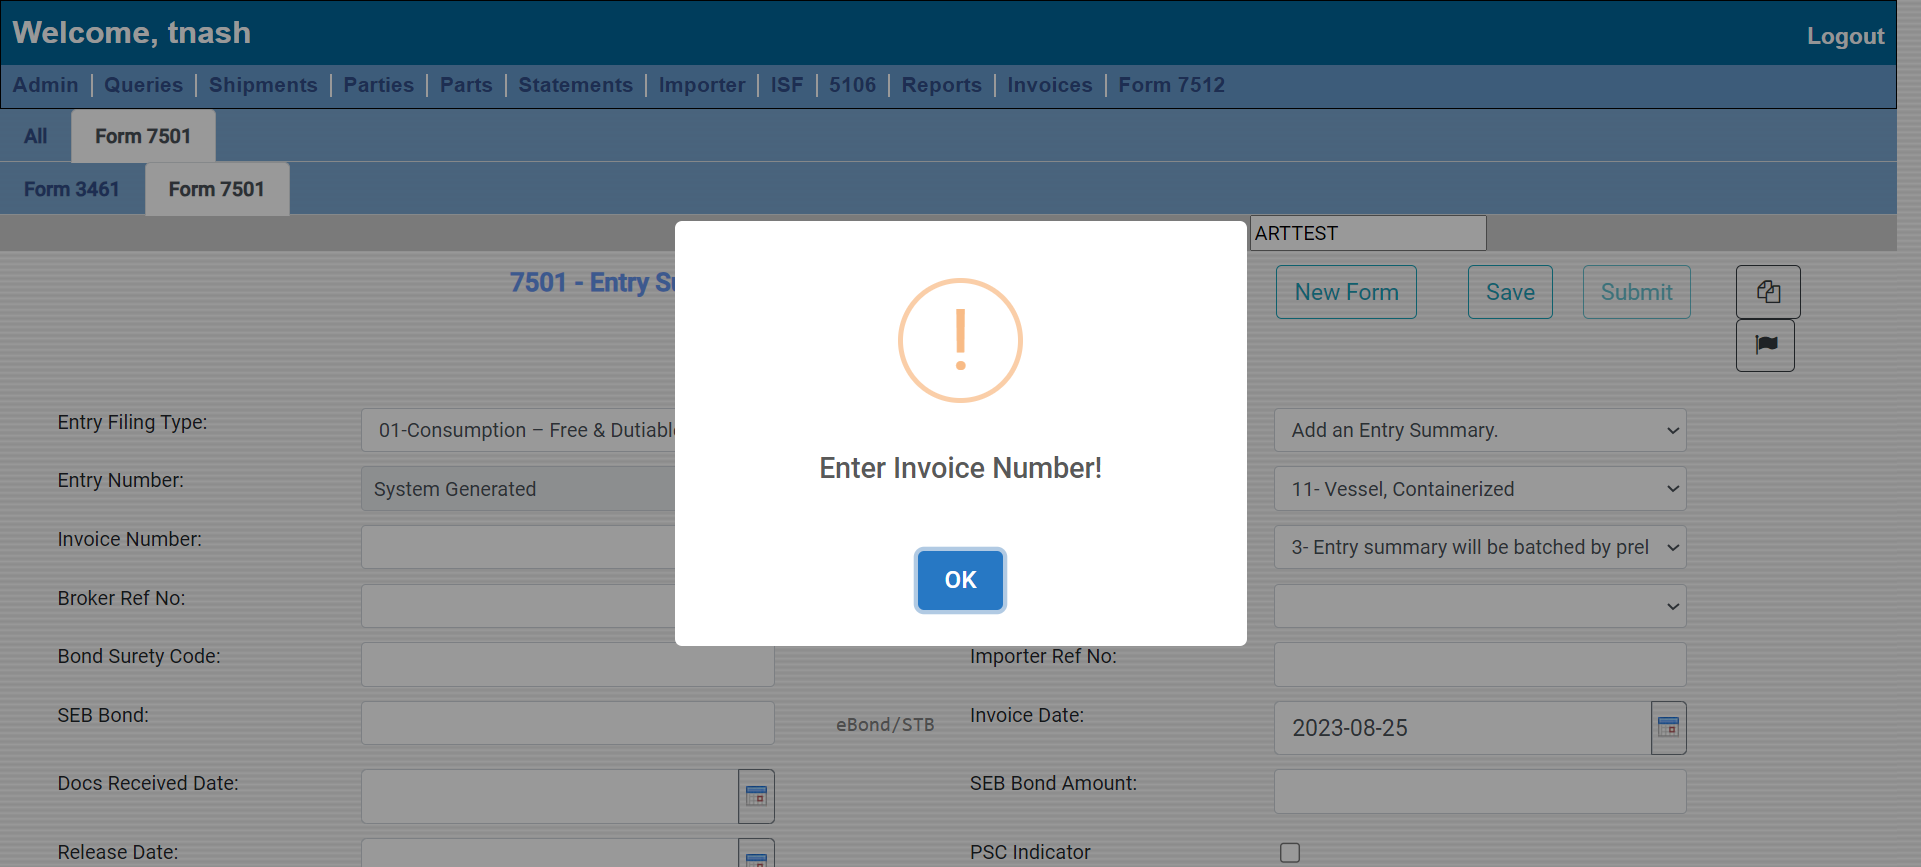 Welcome, tnash
Logout
Admin | Queries | Shipments | Parties | Parts | Statements | Importer | ISF | 5106 | Reports | Invoices | Form 7512
All
Form 7501
Form 3461
Form 7501
ARTTEST
7501 - Entry
New Form
Save
Submit
!
Entry Filing Type:
01-Consumption – Free &
Add an Entry Summary.
Enter Invoice Number!
Entry Number:
System Generated
11- Vessel, Containerized
Invoice Number:
3- Entry summary will be batched by prel
OK
Broker Ref No:
Bond Surety Code:
Importer Ref No:
SEB Bond:
eBond/STB
Invoice Date:
2023-08-25
Docs Received Date:
SEB Bond Amount:
Release Date:
PSC Indicator